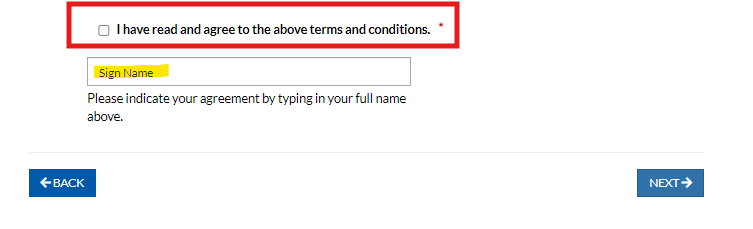 I have read and agree to the above terms and conditions. *
Sign Name
Please indicate your agreement by typing in your full name
above.
BACK
NEXT